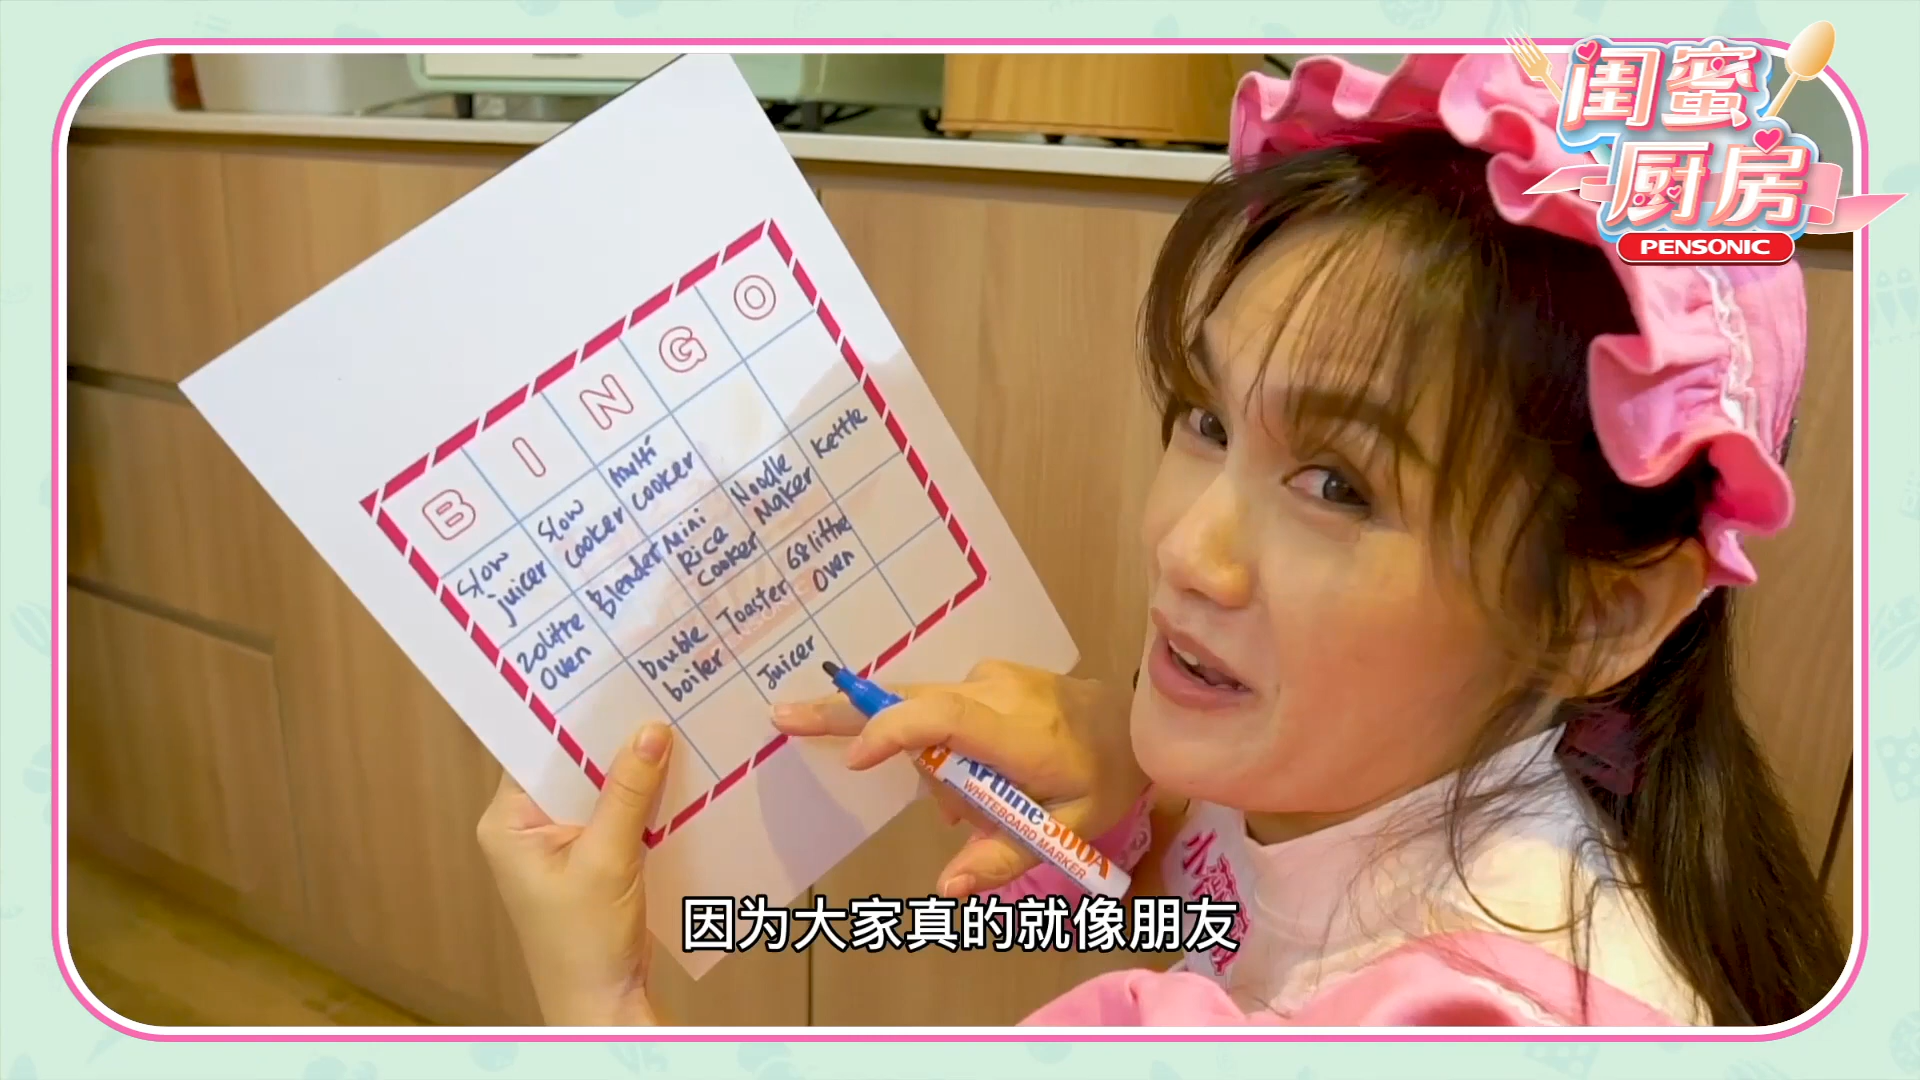 闺蜜
厨房
PENSONIC
B I N G O
slow
juicer
slow
cooker
multi
cooker
20litre
Oven
Blender
Mini
Rice
cooker
Noodle
Maker
Kettle
Double
boiler
Toaster
68 littre
Oven
Juicer
Artline 500A
WHITEBOARD MARKER
因为大家真的就像朋友